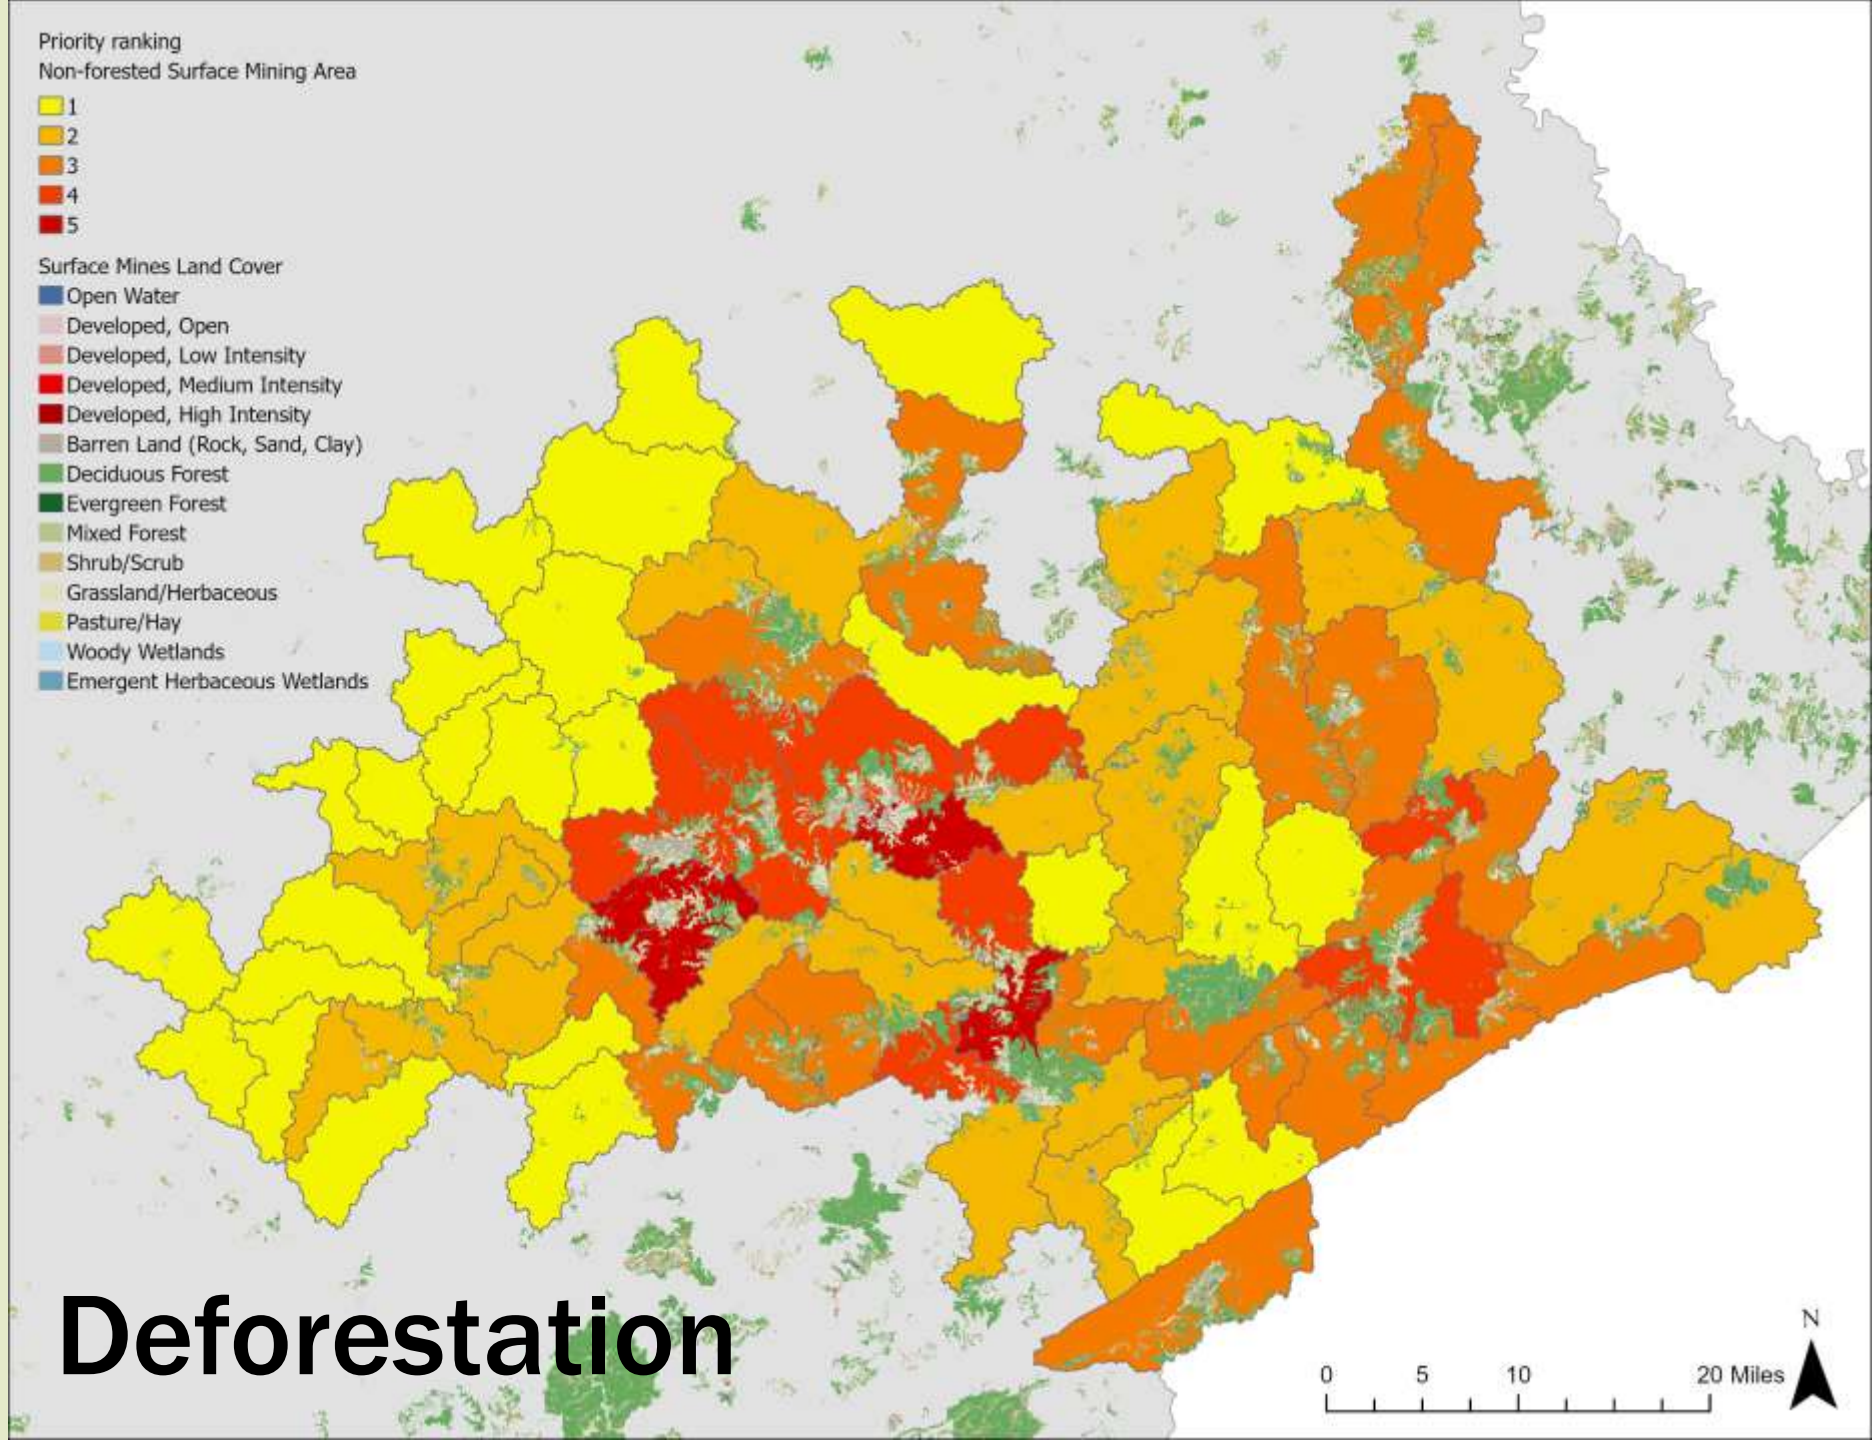 Priority ranking
Non-forested Surface Mining Area
1
2
3
4
5
Surface Mines Land Cover
Open Water
Developed, Open
Developed, Low Intensity
Developed, Medium Intensity
Developed, High Intensity
Barren Land (Rock, Sand, Clay)
Deciduous Forest
Evergreen Forest
Mixed Forest
Shrub/Scrub
Grassland/Herbaceous
Pasture/Hay
Woody Wetlands
Emergent Herbaceous Wetlands
Deforestation
N
0 5 10 20 Miles